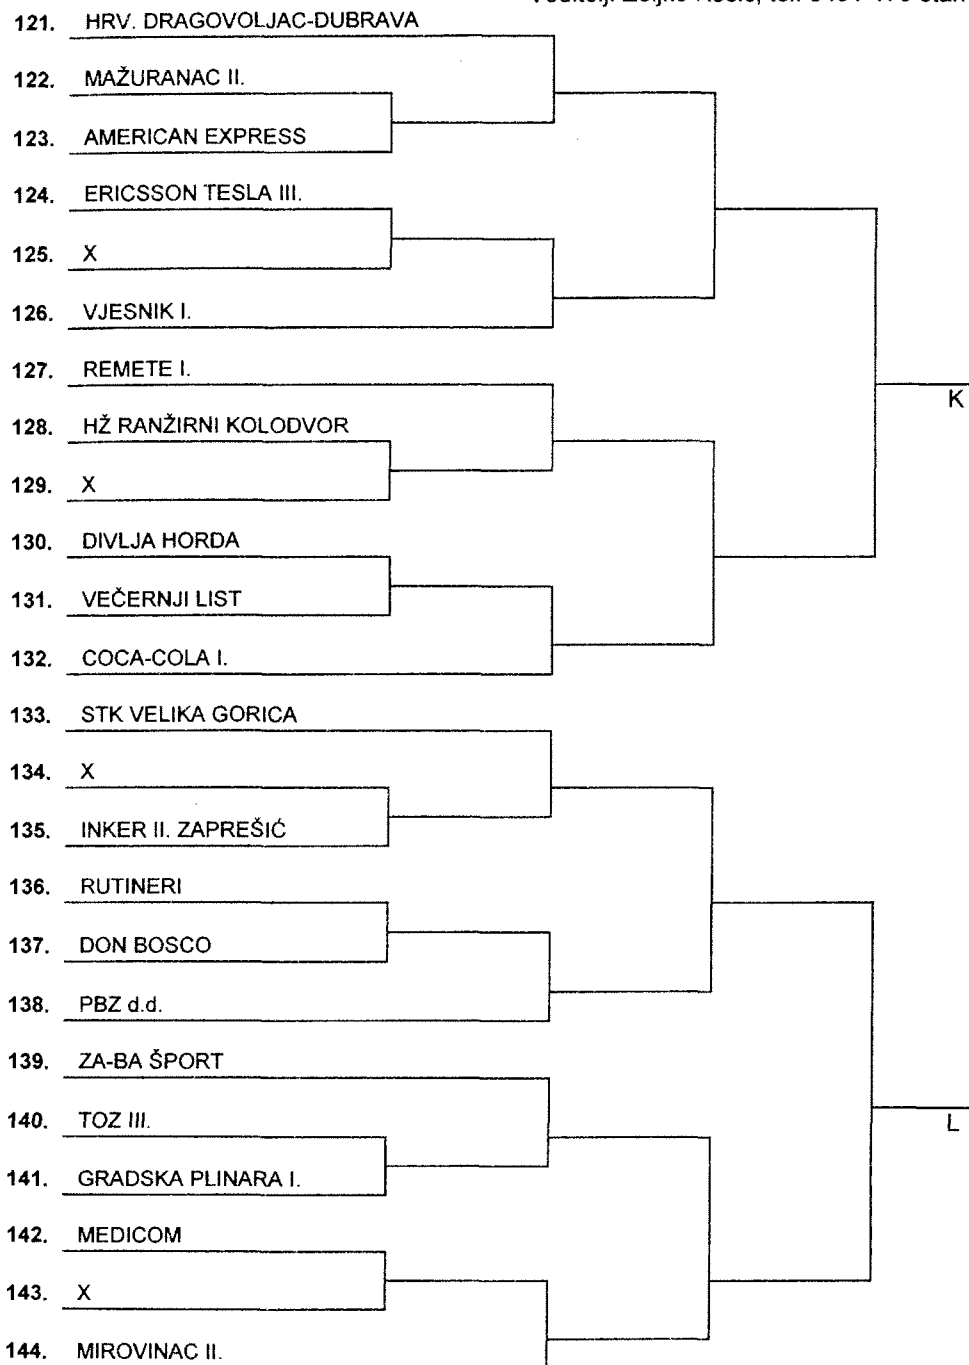 121. HRV. DRAGOVOLJAC-DUBRAVA
122. MAŽURANAC II.
123. AMERICAN EXPRESS
124. ERICSSON TESLA III.
125. X
126. VJESNIK I.
127. REMETE I.
K
128. HŽ RANŽIRNI KOLODVOR
129. X
130. DIVLJA HORDA
131. VEČERNJI LIST
132. COCA-COLA I.
133. STK VELIKA GORICA
134. X
135. INKER II. ZAPREŠIĆ
136. RUTINERI
137. DON BOSCO
138. PBZ d.d.
139. ZA-BA ŠPORT
140. TOZ III.
L
141. GRADSKA PLINARA I.
142. MEDICOM
143. X
144. MIROVINAC II.